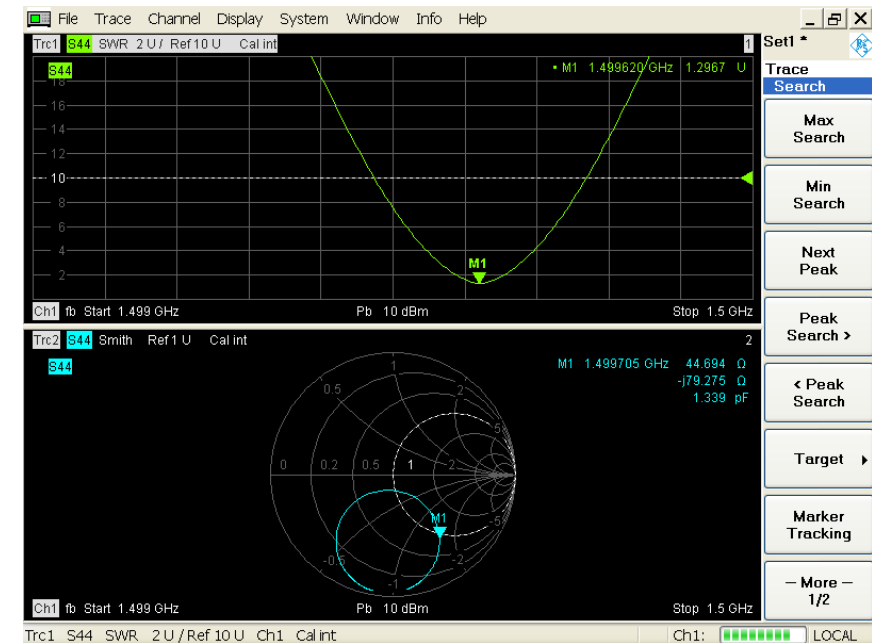 File Trace Channel Display System Window Info Help
Trc1 S44 SWR 2 U / Ref 10 U Cal int 1
S44
• M1 1.499620 GHz 1.2967 U
18
16
14
12
10
8
6
4
2
M1
Ch1 fb Start 1.499 GHz Pb 10 dBm Stop 1.5 GHz
Trc2 S44 Smith Ref 1 U Cal int 2
S44
M1 1.499705 GHz 44.694 Ω
-j79.275 Ω
1.339 pF
1
0.5 2
5
0 0.2 0.5 1 2
M1
-5
-0.5 -2
-1
Ch1 fb Start 1.499 GHz Pb 10 dBm Stop 1.5 GHz
Trc1 S44 SWR 2 U / Ref 10 U Ch1 Cal int Ch1: LOCAL
Set1 *
Trace
Search
Max
Search
Min
Search
Next
Peak
Peak
Search >
< Peak
Search
Target
Marker
Tracking
— More —
1/2